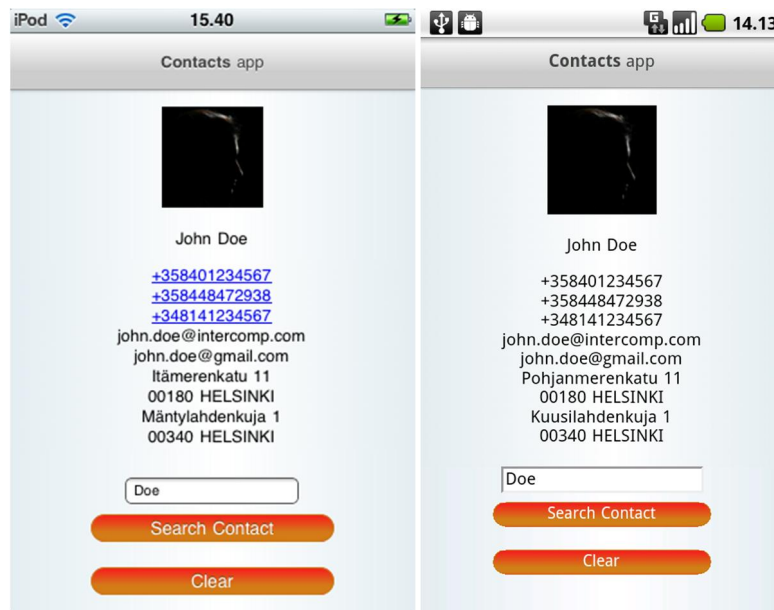 iPod 15.40
Contacts app
John Doe
+358401234567
+358448472938
+348141234567
john.doe@intercomp.com
john.doe@gmail.com
Itämerenkatu 11
00180 HELSINKI
Mäntylahdenkuja 1
00340 HELSINKI
Doe
Search Contact
Clear
G 14.13
Contacts app
John Doe
+358401234567
+358448472938
+348141234567
john.doe@intercomp.com
john.doe@gmail.com
Pohjanmerenkatu 11
00180 HELSINKI
Kuusilahdenkuja 1
00340 HELSINKI
Doe
Search Contact
Clear